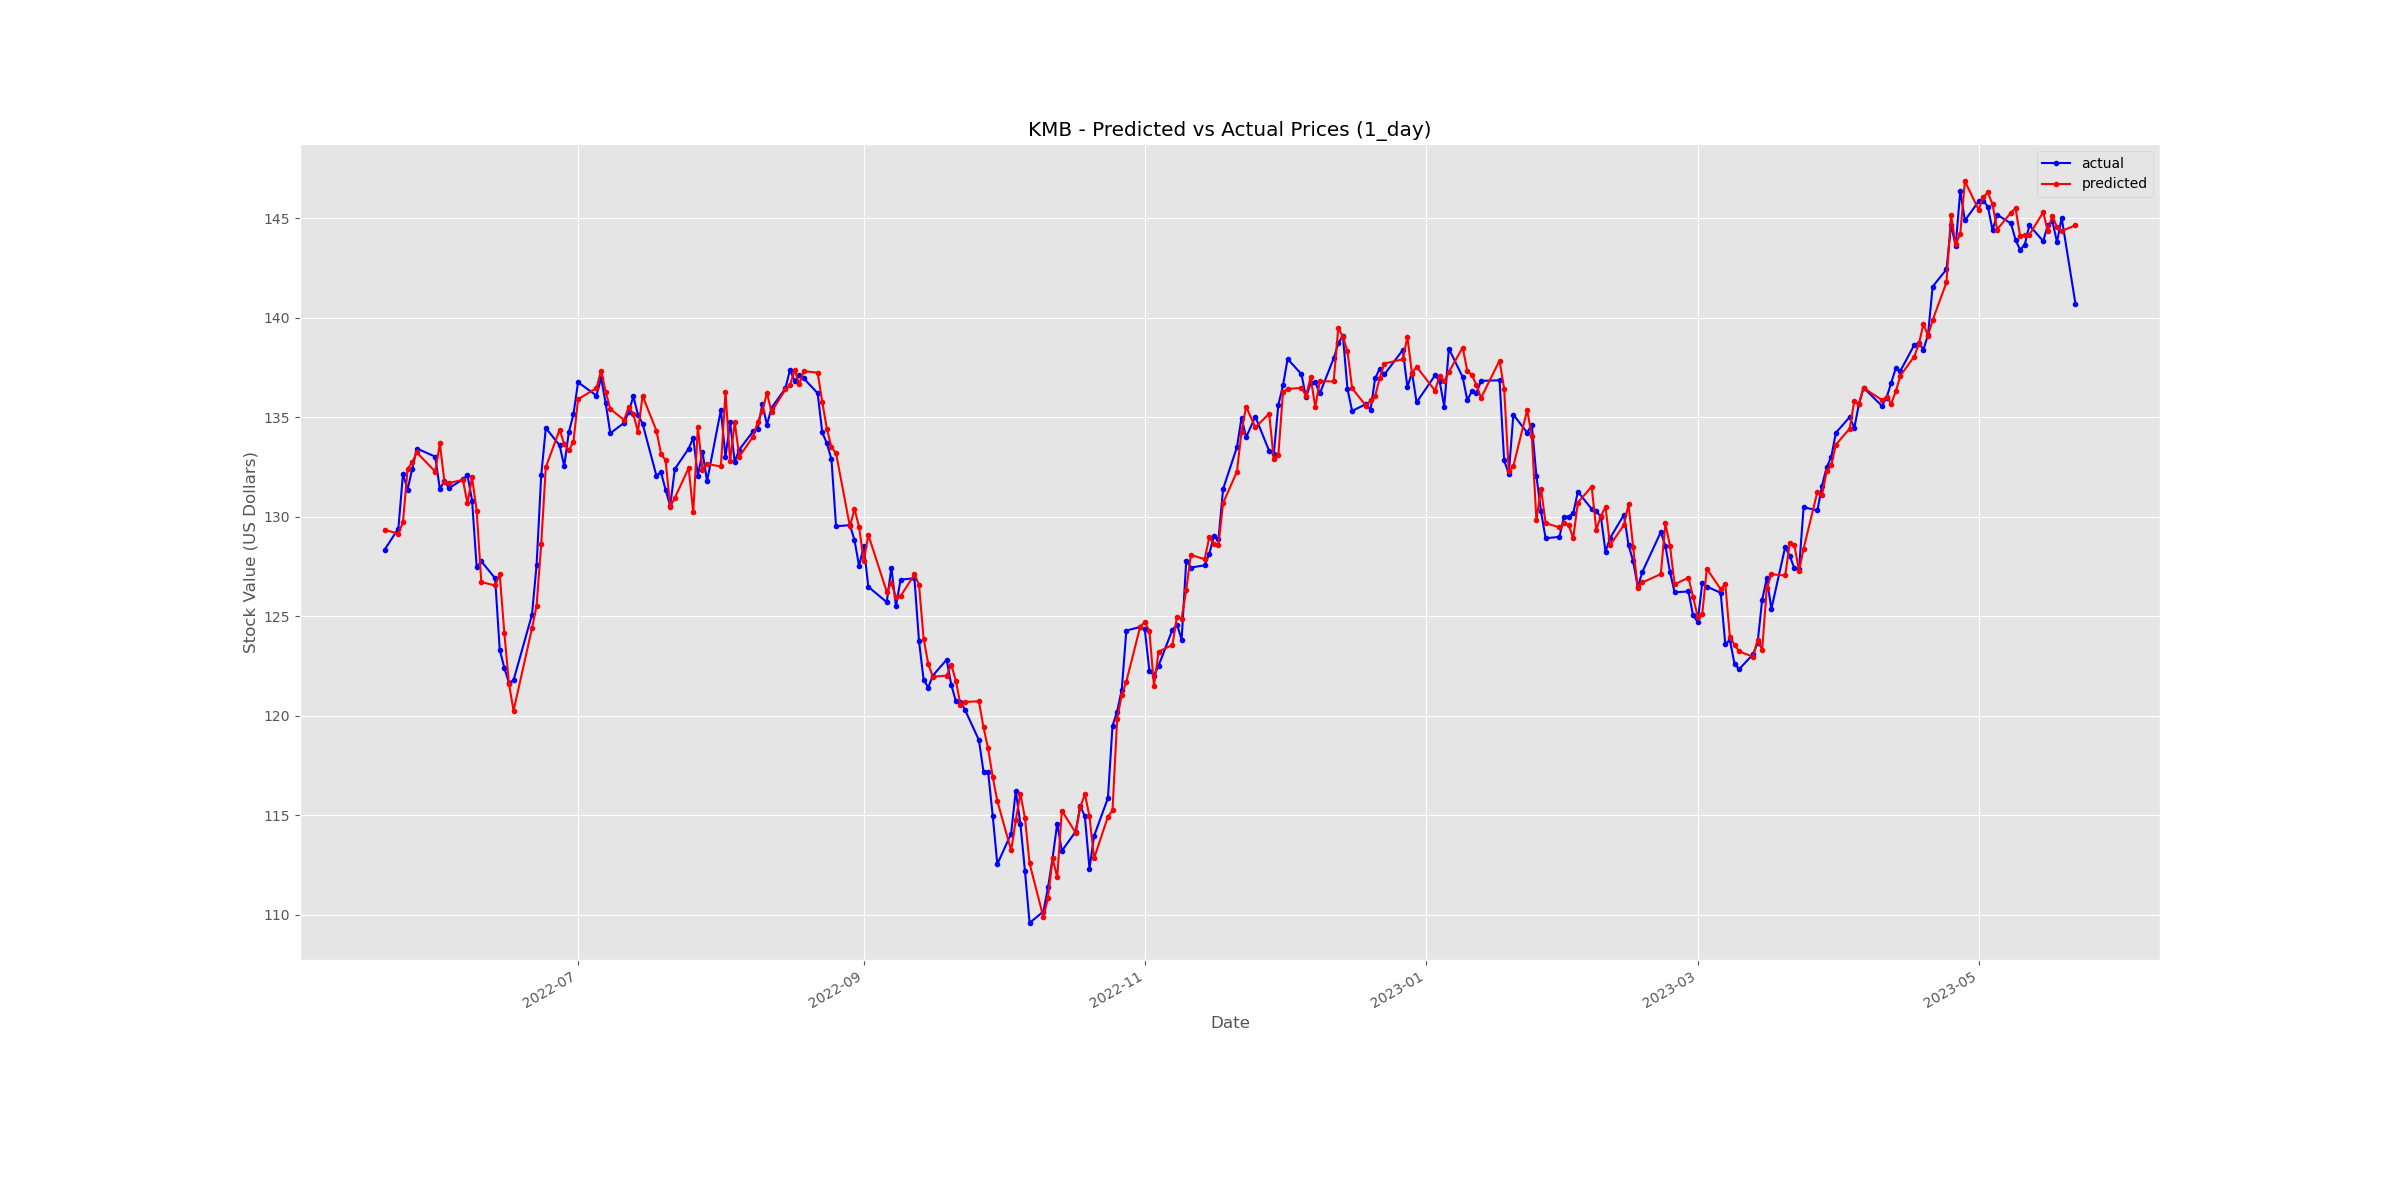 KMB - Predicted vs Actual Prices (1_day)
actual
predicted
Stock Value (US Dollars)
145
140
135
130
125
120
115
110
2022-07
2022-09
2022-11
2023-01
2023-03
2023-05
Date